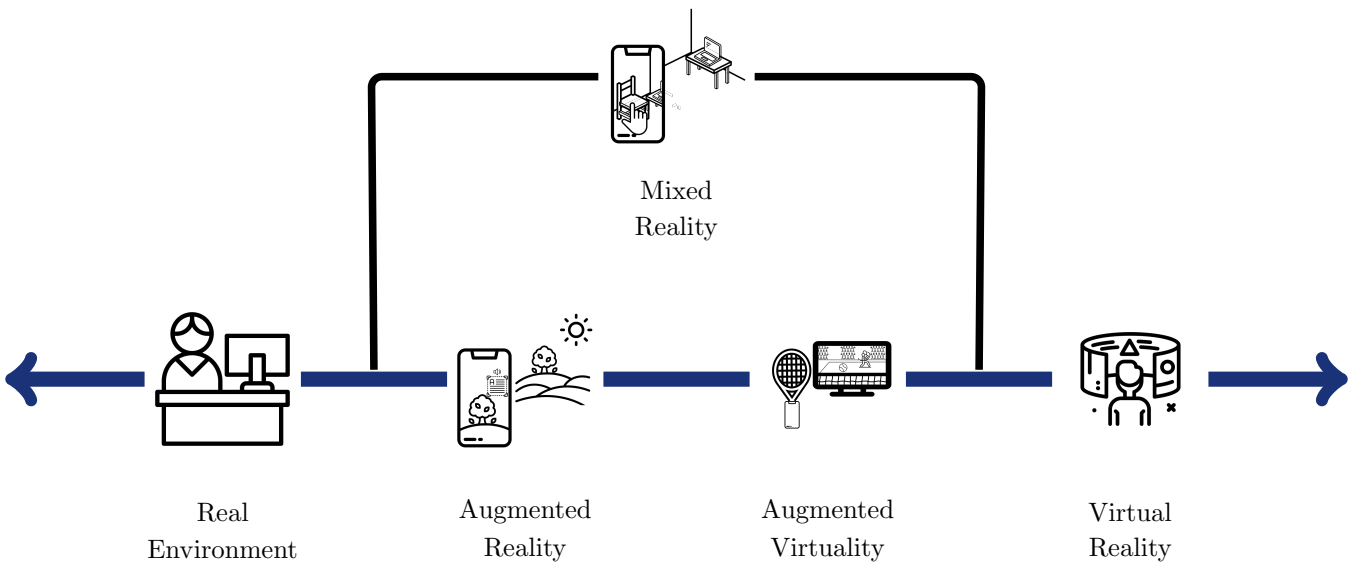 Mixed
Reality
Real
Environment
Augmented
Reality
Augmented
Virtuality
Virtual
Reality